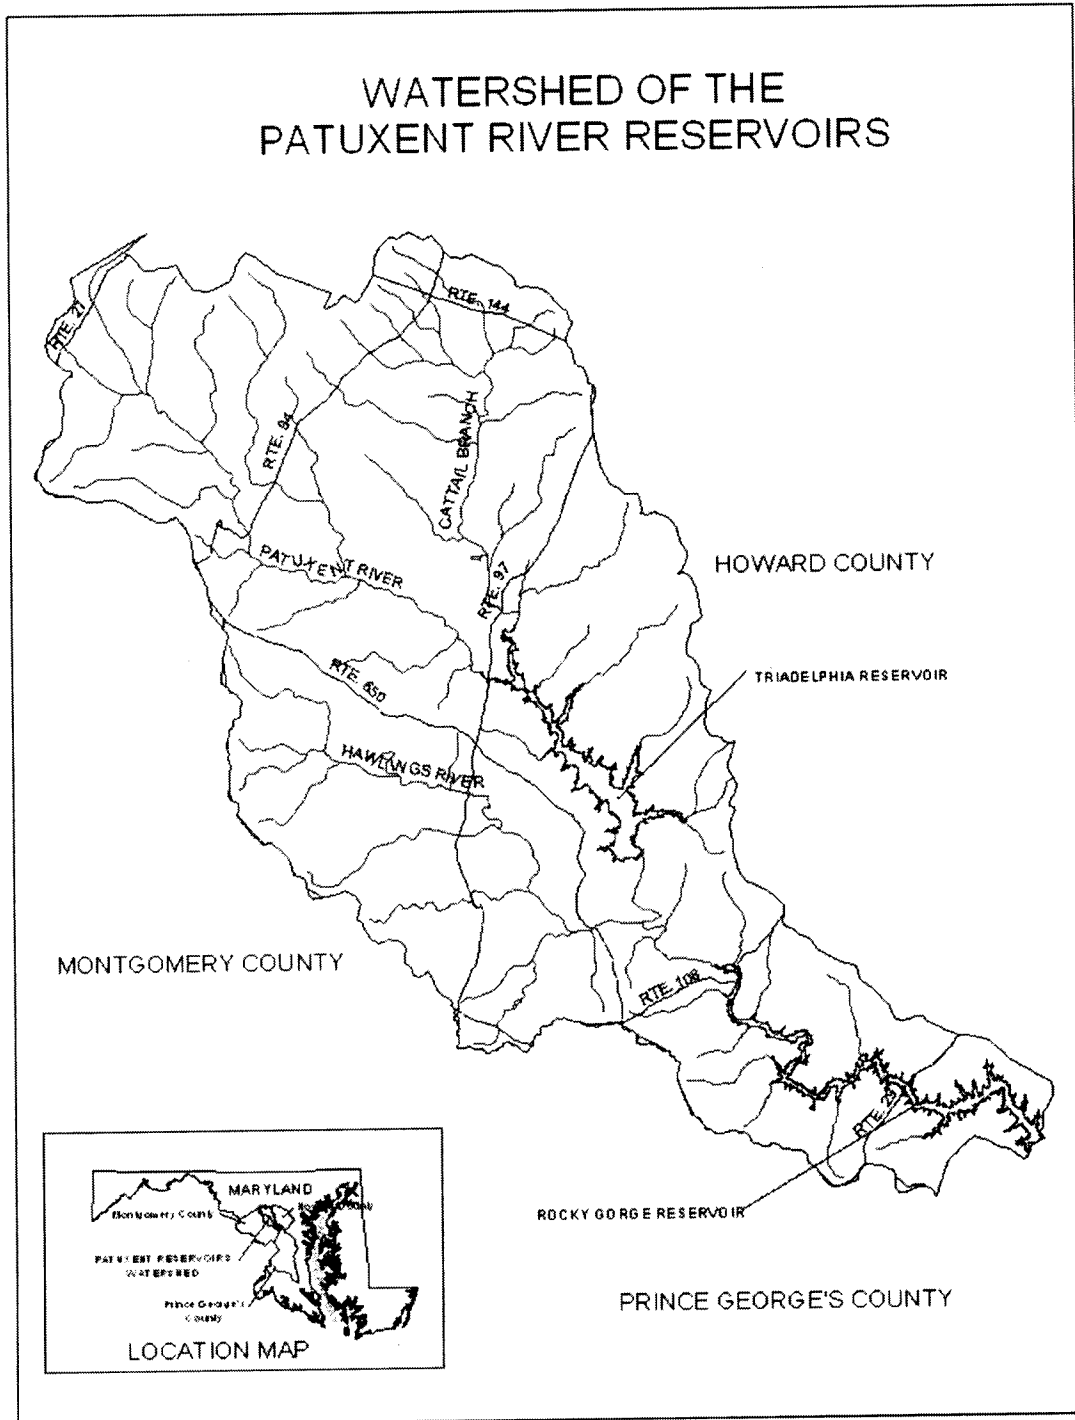 WATERSHED OF THE
PATUXENT RIVER RESERVOIRS
RTE. 27
RTE. 144
RTE. 94
CATTAIL BRANCH
PATUXENT RIVER
RTE. 97
HOWARD COUNTY
RTE. 650
TRIADELPHIA RESERVOIR
HAWLINGS RIVER
MONTGOMERY COUNTY
RTE. 108
RTE. 29
ROCKY GORGE RESERVOIR
PRINCE GEORGE'S COUNTY
MARYLAND
Montgomery County
PATUXENT RESERVOIRS
WATERSHED
Prince George's
County
LOCATION MAP